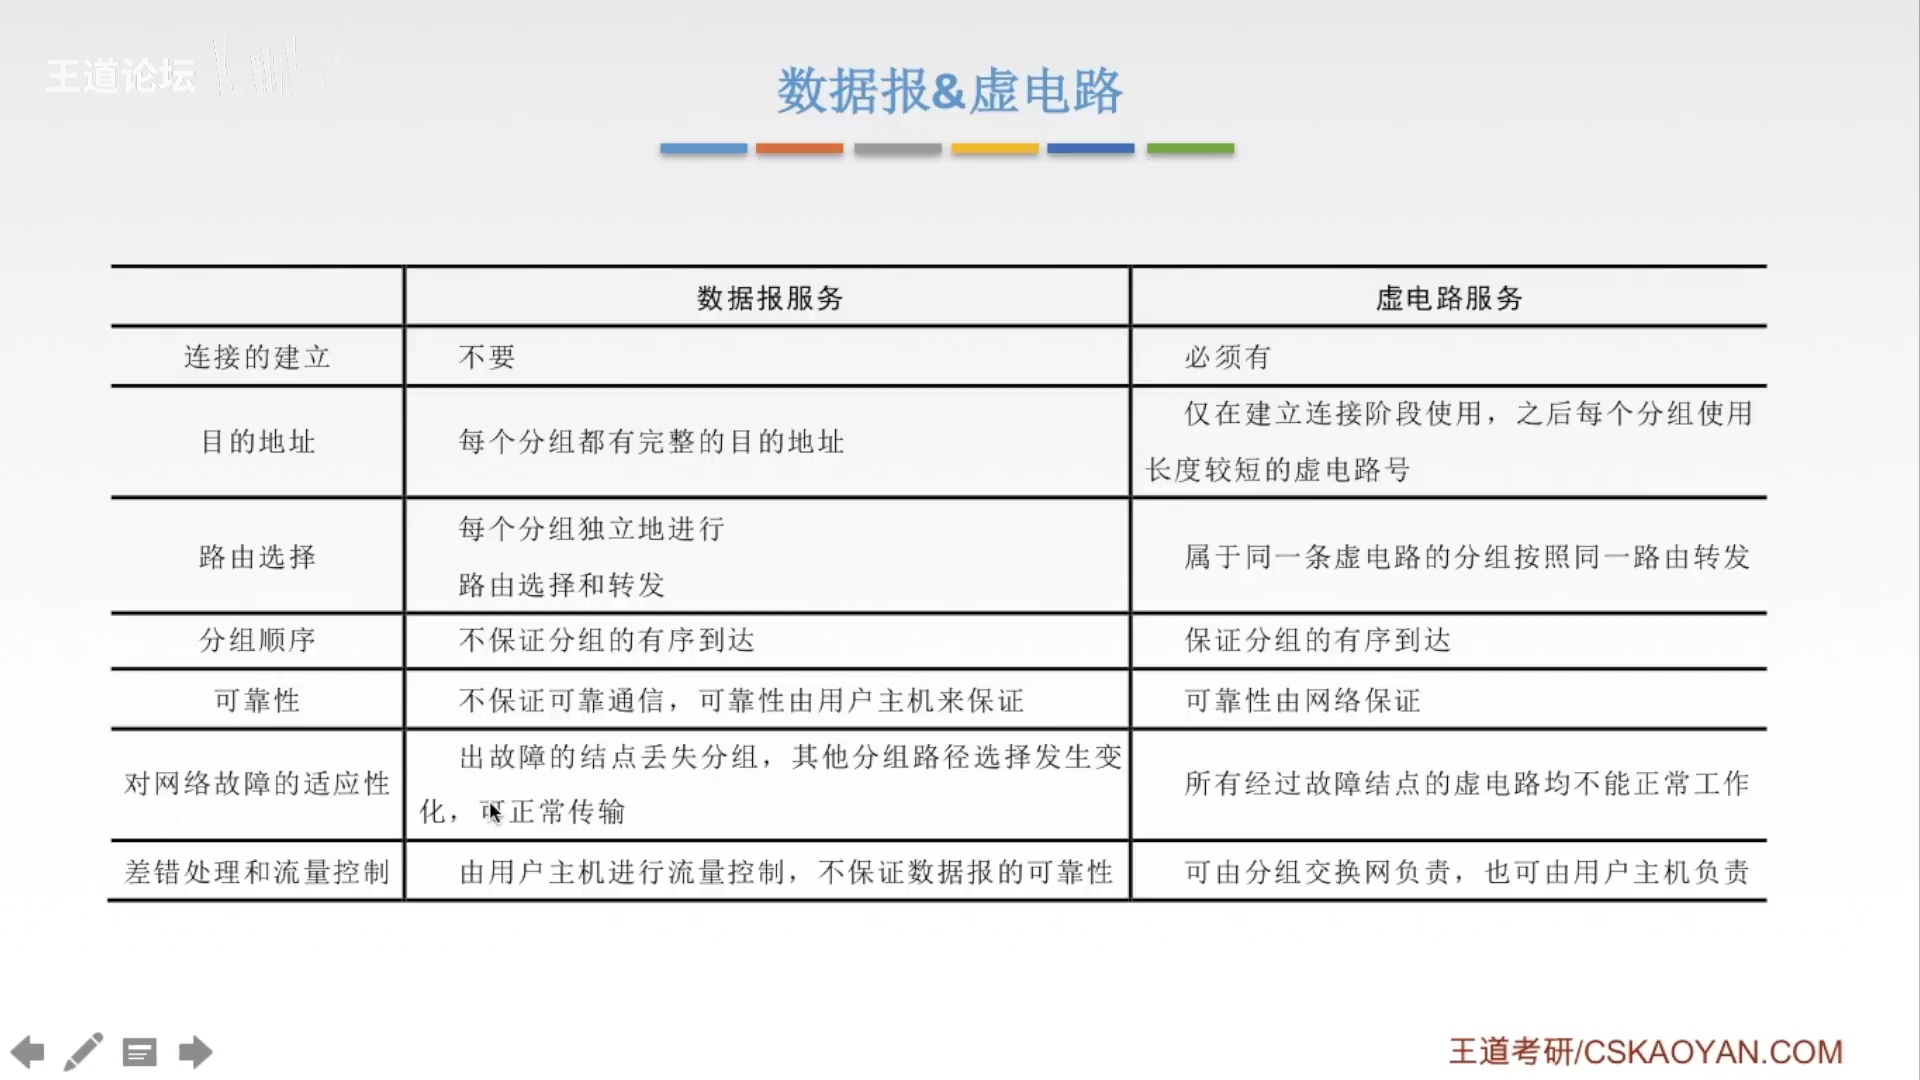 王道论坛
数据报&虚电路
数据报服务
虚电路服务
连接的建立
不要
必须有
目的地址
每个分组都有完整的目的地址
仅在建立连接阶段使用，之后每个分组使用
长度较短的虚电路号
路由选择
每个分组独立地进行
路由选择和转发
属于同一条虚电路的分组按照同一路由转发
分组顺序
不保证分组的有序到达
保证分组的有序到达
可靠性
不保证可靠通信，可靠性由用户主机来保证
可靠性由网络保证
对网络故障的适应性
出故障的结点丢失分组，其他分组路径选择发生变
化，可正常传输
所有经过故障结点的虚电路均不能正常工作
差错处理和流量控制
由用户主机进行流量控制，不保证数据报的可靠性
可由分组交换网负责，也可由用户主机负责
王道考研/CSKAOYAN.COM